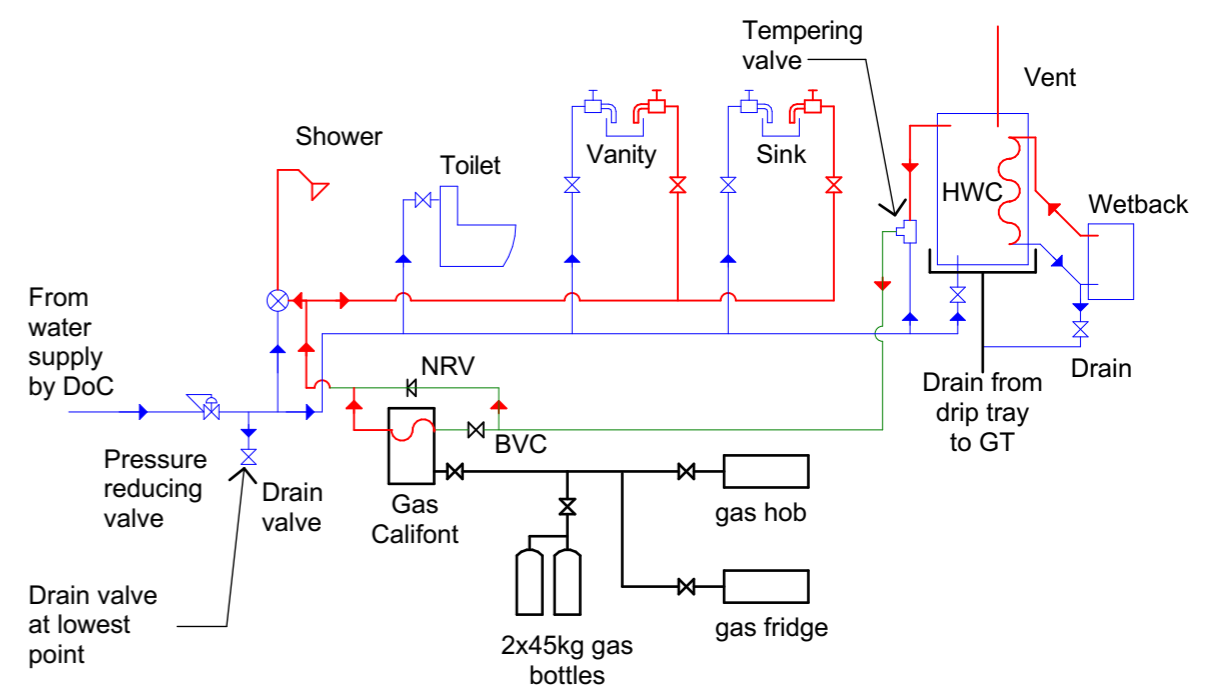 Tempering
valve
Vent
Shower
Toilet
Vanity
Sink
HWC
Wetback
From
water
supply
by DoC
NRV
Drain
Drain from
drip tray
to GT
BVC
Pressure
reducing
valve
Drain
valve
Gas
Califont
gas hob
Drain valve
at lowest
point
2x45kg gas
bottles
gas fridge